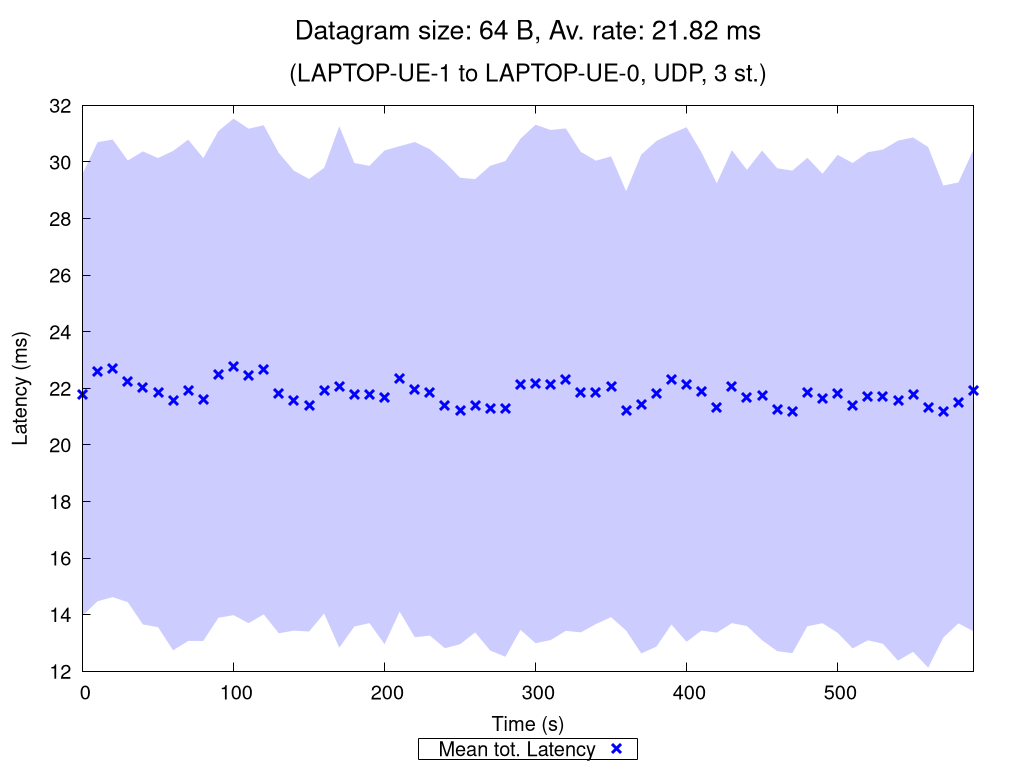 Datagram size: 64 B, Av. rate: 21.82 ms
(LAPTOP-UE-1 to LAPTOP-UE-0, UDP, 3 st.)
32
30
28
26
24
22
20
18
16
14
12
Latency (ms)
0 100 200 300 400 500
Time (s)
Mean tot. Latency